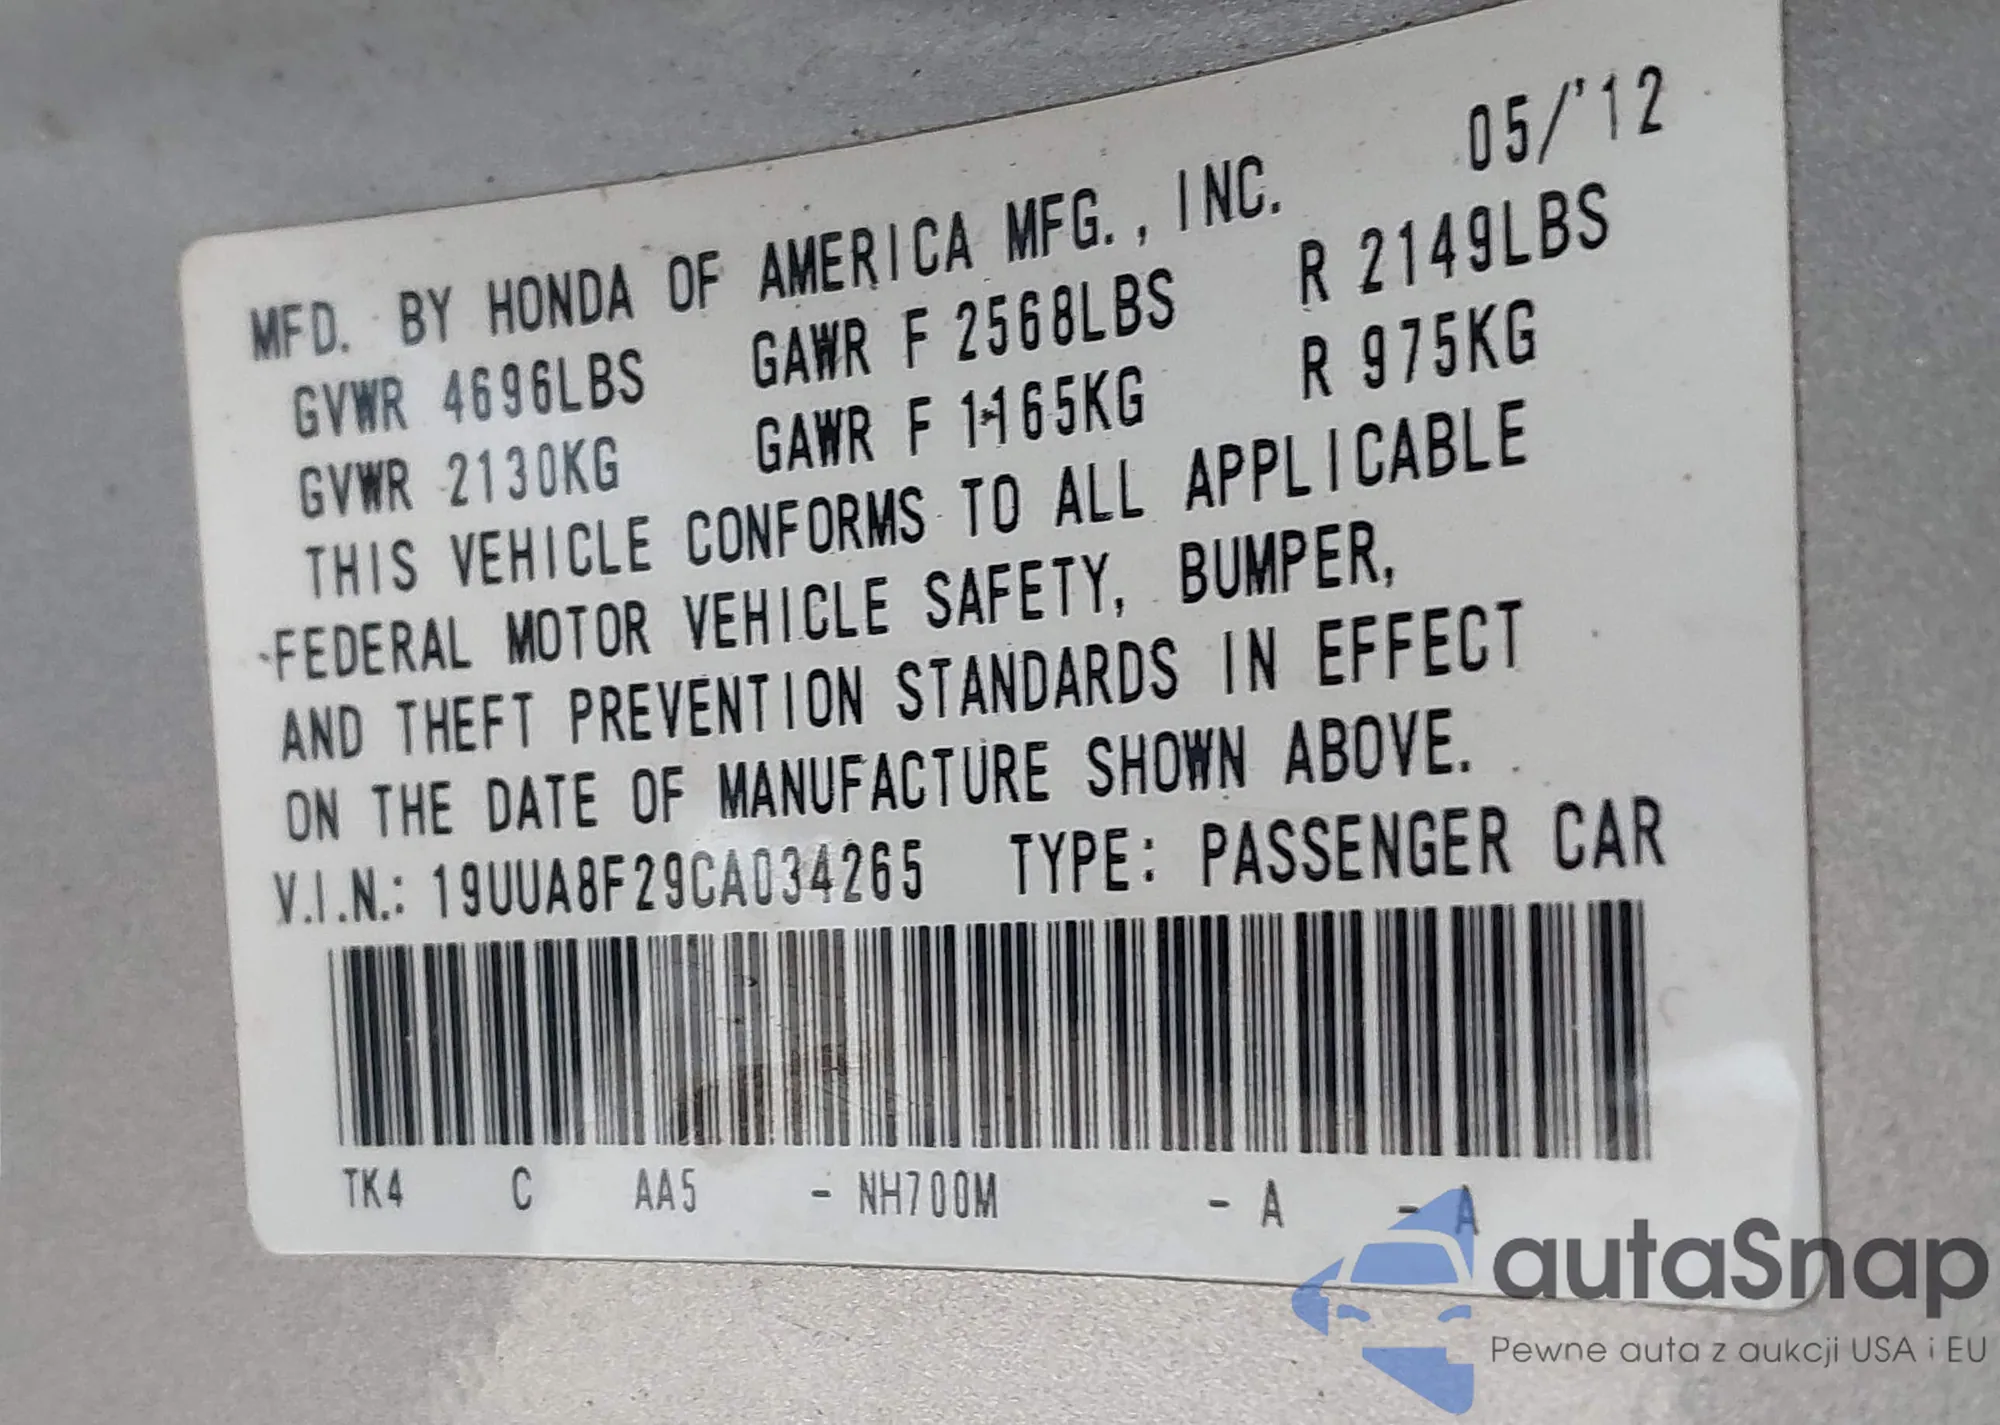 05/'12
MFD. BY HONDA OF AMERICA MFG., INC.
GVWR 4696LBS GAWR F 2568LBS R 2149LBS
GVWR 2130KG GAWR F 1165KG R 975KG
THIS VEHICLE CONFORMS TO ALL APPLICABLE
FEDERAL MOTOR VEHICLE SAFETY, BUMPER,
AND THEFT PREVENTION STANDARDS IN EFFECT
ON THE DATE OF MANUFACTURE SHOWN ABOVE.
V.I.N.: 19UUA8F29CA034265 TYPE: PASSENGER CAR
TK4 C AA5 - NH700M - A - A
autaSnap
Pewne auta z aukcji USA i EU